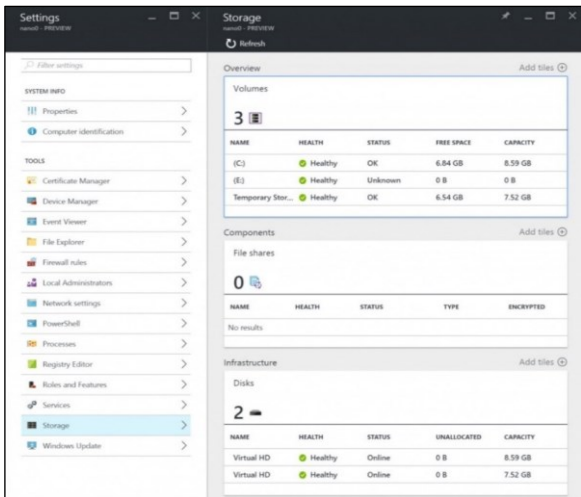 Settings
nano0 - PREVIEW
Filter settings
SYSTEM INFO
Properties
Computer identification
TOOLS
Certificate Manager
Device Manager
Event Viewer
File Explorer
Firewall rules
Local Administrators
Network settings
PowerShell
Processes
Registry Editor
Roles and Features
Services
Storage
Windows Update
Storage
nano0 - PREVIEW
Refresh
Overview Add tiles
Volumes
3
NAME HEALTH STATUS FREE SPACE CAPACITY
(C:) Healthy OK 6.84 GB 8.59 GB
(E:) Healthy Unknown 0 B 0 B
Temporary Stor... Healthy OK 6.54 GB 7.52 GB
Components Add tiles
File shares
0
NAME HEALTH STATUS TYPE ENCRYPTED
No results
Infrastructure Add tiles
Disks
2
NAME HEALTH STATUS UNALLOCATED CAPACITY
Virtual HD Healthy Online 0 B 8.59 GB
Virtual HD Healthy Online 0 B 7.52 GB